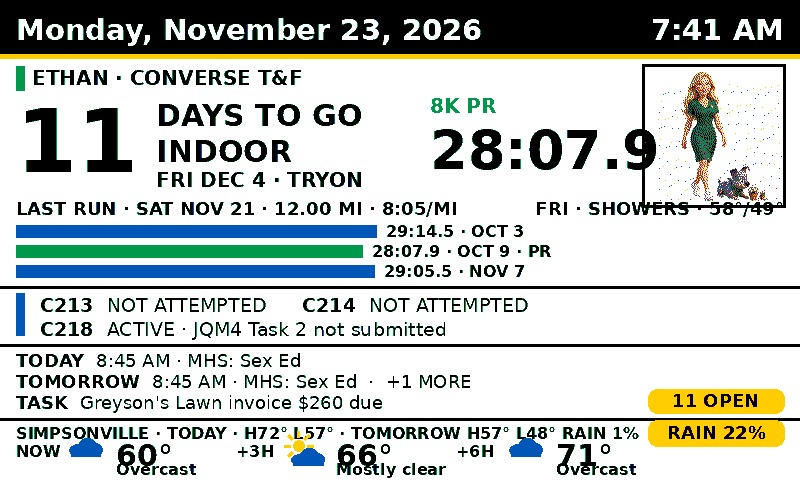 Monday, November 23, 2026 7:41 AM
ETHAN · CONVERSE T&F
11 DAYS TO GO
INDOOR
FRI DEC 4 · TRYON
8K PR
28:07.9
LAST RUN · SAT NOV 21 · 12.00 MI · 8:05/MI FRI · SHOWERS · 58°/49°
29:14.5 · OCT 3
28:07.9 · OCT 9 · PR
29:05.5 · NOV 7
C213 NOT ATTEMPTED C214 NOT ATTEMPTED
C218 ACTIVE · JQM4 Task 2 not submitted
TODAY 8:45 AM · MHS: Sex Ed
TOMORROW 8:45 AM · MHS: Sex Ed · +1 MORE
TASK Greyson's Lawn invoice $260 due 11 OPEN
SIMPSONVILLE · TODAY · H72° L57° · TOMORROW H57° L48° RAIN 1% RAIN 22%
NOW 60° +3H 66° +6H 71°
Overcast Mostly clear Overcast